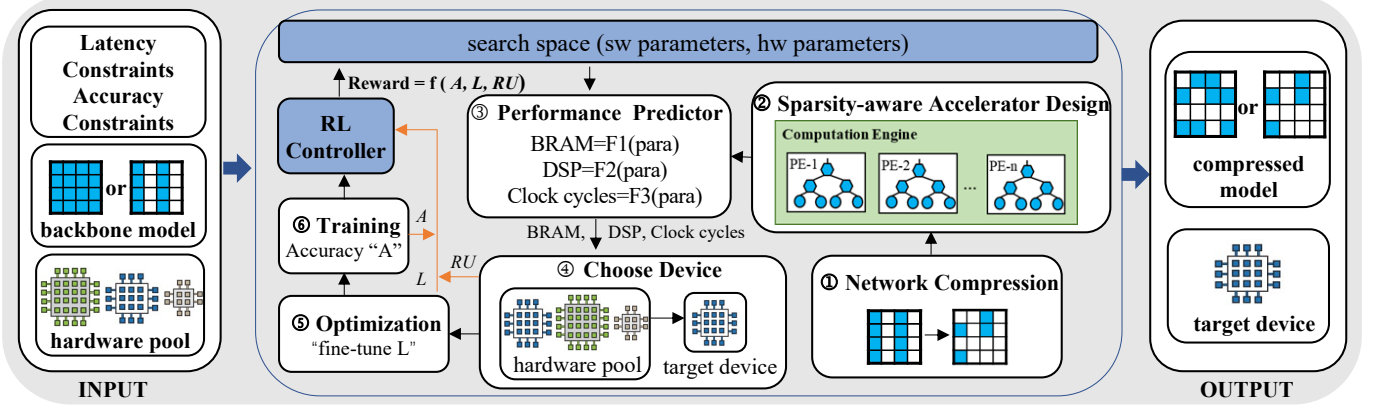 Latency
Constraints
Accuracy
Constraints
or
backbone model
hardware pool
INPUT
search space (sw parameters, hw parameters)
Reward = f ( A, L, RU)
RL
Controller
⑥ Training
Accuracy “A”
A
L
RU
⑤ Optimization
“fine-tune L”
③ Performance Predictor
BRAM=F1(para)
DSP=F2(para)
Clock cycles=F3(para)
BRAM, DSP, Clock cycles
④ Choose Device
hardware pool
target device
② Sparsity-aware Accelerator Design
Computation Engine
PE-1
PE-2
...
PE-n
① Network Compression
or
compressed
model
target device
OUTPUT